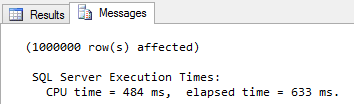 Results Messages
(1000000 row(s) affected)
SQL Server Execution Times:
CPU time = 484 ms,  elapsed time = 633 ms.